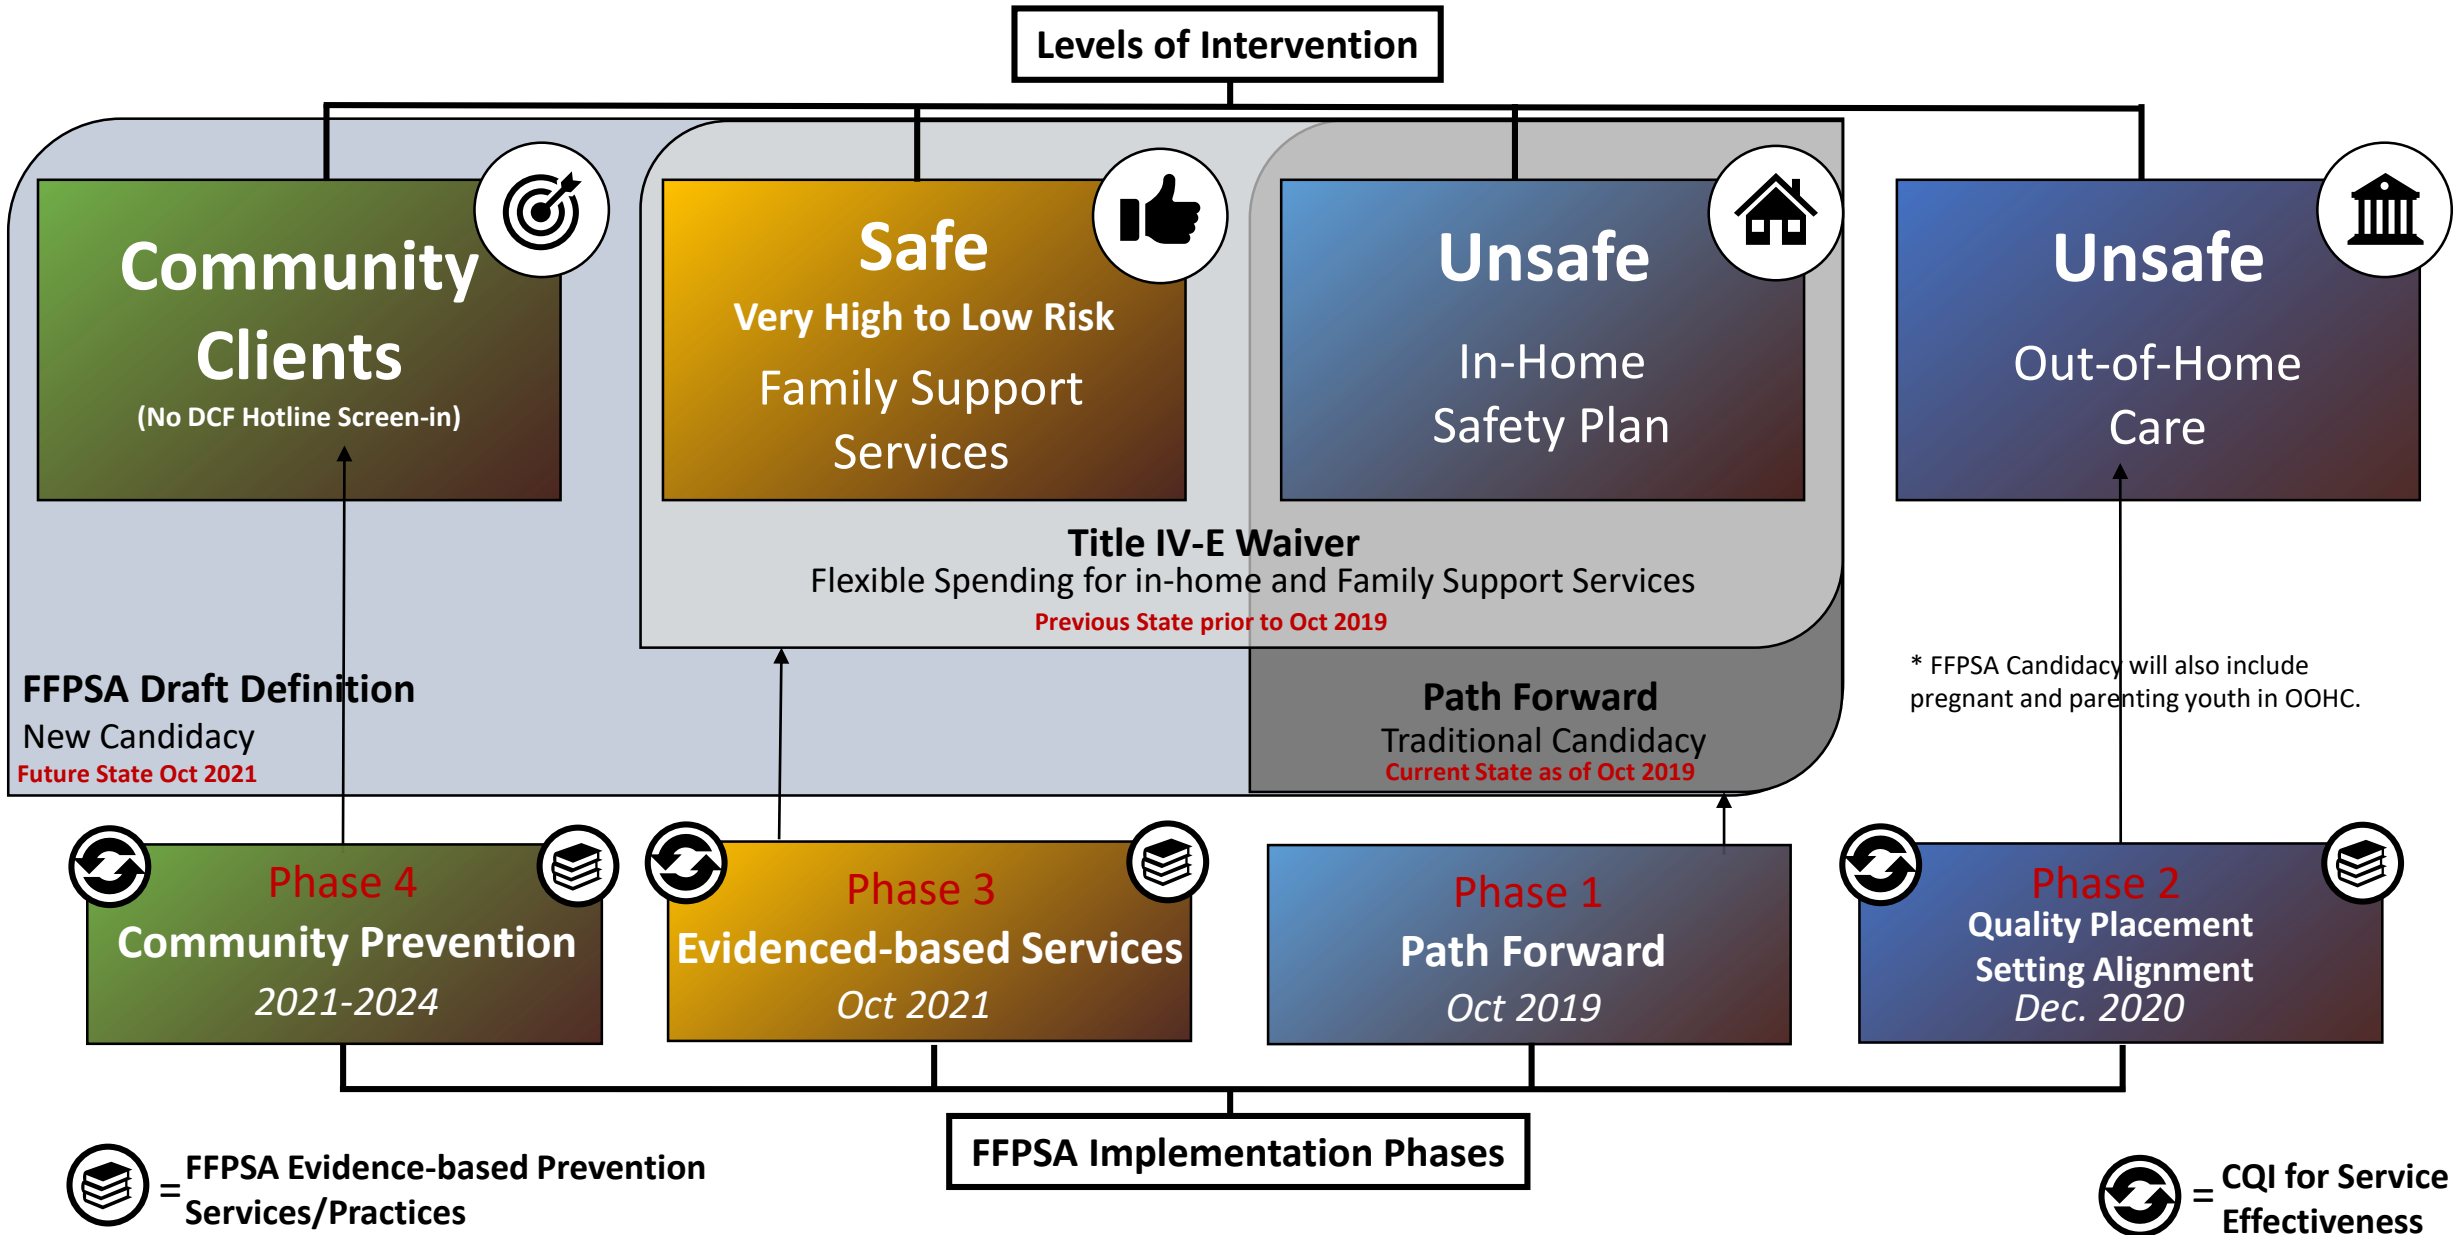 Levels of Intervention
Community
Clients
(No DCF Hotline Screen-in)
Safe
Very High to Low Risk
Family Support
Services
Unsafe
In-Home
Safety Plan
Unsafe
Out-of-Home
Care
Title IV-E Waiver
Flexible Spending for in-home and Family Support Services
Previous State prior to Oct 2019
FFPSA Draft Definition
New Candidacy
Future State Oct 2021
Path Forward
Traditional Candidacy
Current State as of Oct 2019
* FFPSA Candidacy will also include
pregnant and parenting youth in OOHC.
Phase 4
Community Prevention
2021-2024
Phase 3
Evidenced-based Services
Oct 2021
Phase 1
Path Forward
Oct 2019
Phase 2
Quality Placement
Setting Alignment
Dec. 2020
FFPSA Implementation Phases
= FFPSA Evidence-based Prevention
Services/Practices
= CQI for Service
Effectiveness